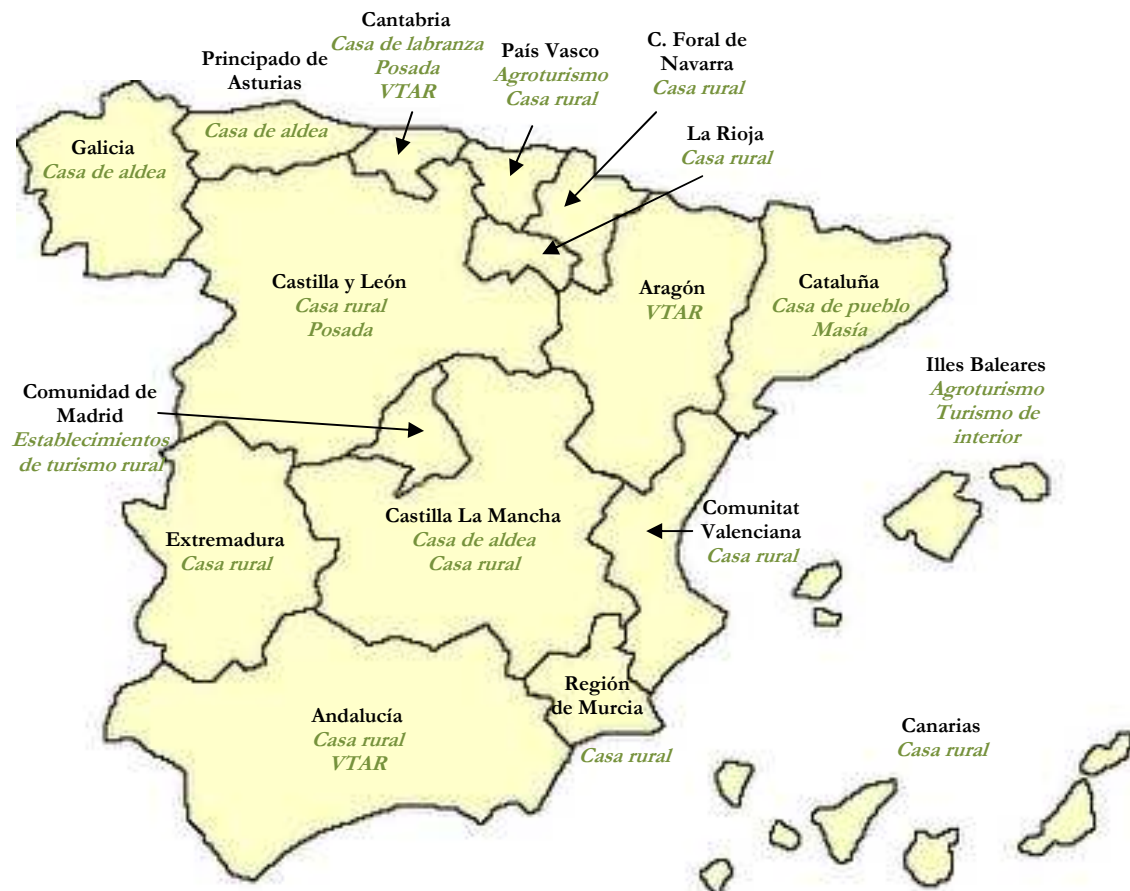 Cantabria
Casa de labranza
Posada
VTAR
País Vasco
Agroturismo
Casa rural
C. Foral de
Navarra
Casa rural
Principado de
Asturias
Casa de aldea
La Rioja
Casa rural
Galicia
Casa de aldea
Castilla y León
Casa rural
Posada
Aragón
VTAR
Cataluña
Casa de pueblo
Masía
Illes Baleares
Agroturismo
Turismo de
interior
Comunidad de
Madrid
Establecimientos
de turismo rural
Castilla La Mancha
Casa de aldea
Casa rural
Comunitat
Valenciana
Casa rural
Extremadura
Casa rural
Región
de Murcia
Casa rural
Andalucía
Casa rural
VTAR
Canarias
Casa rural